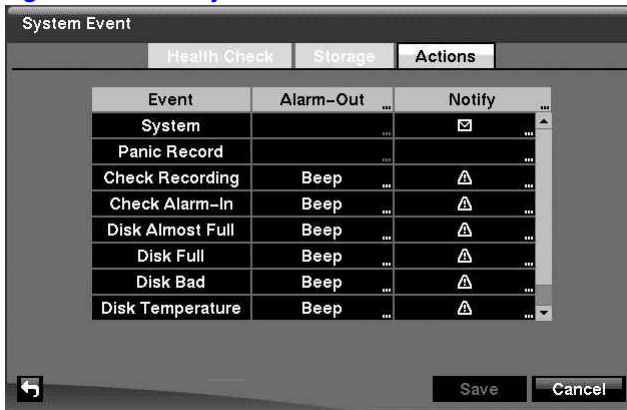 System Event
Health Check Storage Actions
Event Alarm-Out ... Notify ...
System ... ...
Panic Record ... ...
Check Recording Beep ... ...
Check Alarm-In Beep ... ...
Disk Almost Full Beep ... ...
Disk Full Beep ... ...
Disk Bad Beep ... ...
Disk Temperature Beep ... ...
Save Cancel